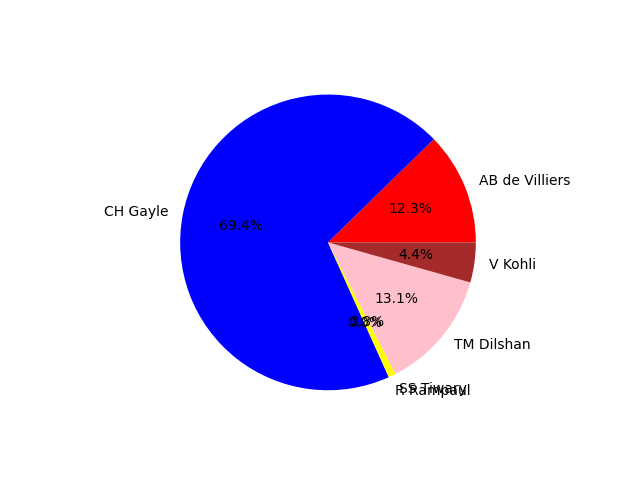 AB de Villiers
12.3%
CH Gayle
69.4%
V Kohli
4.4%
13.1%
TM Dilshan
SS Tiwary
R Rampaul